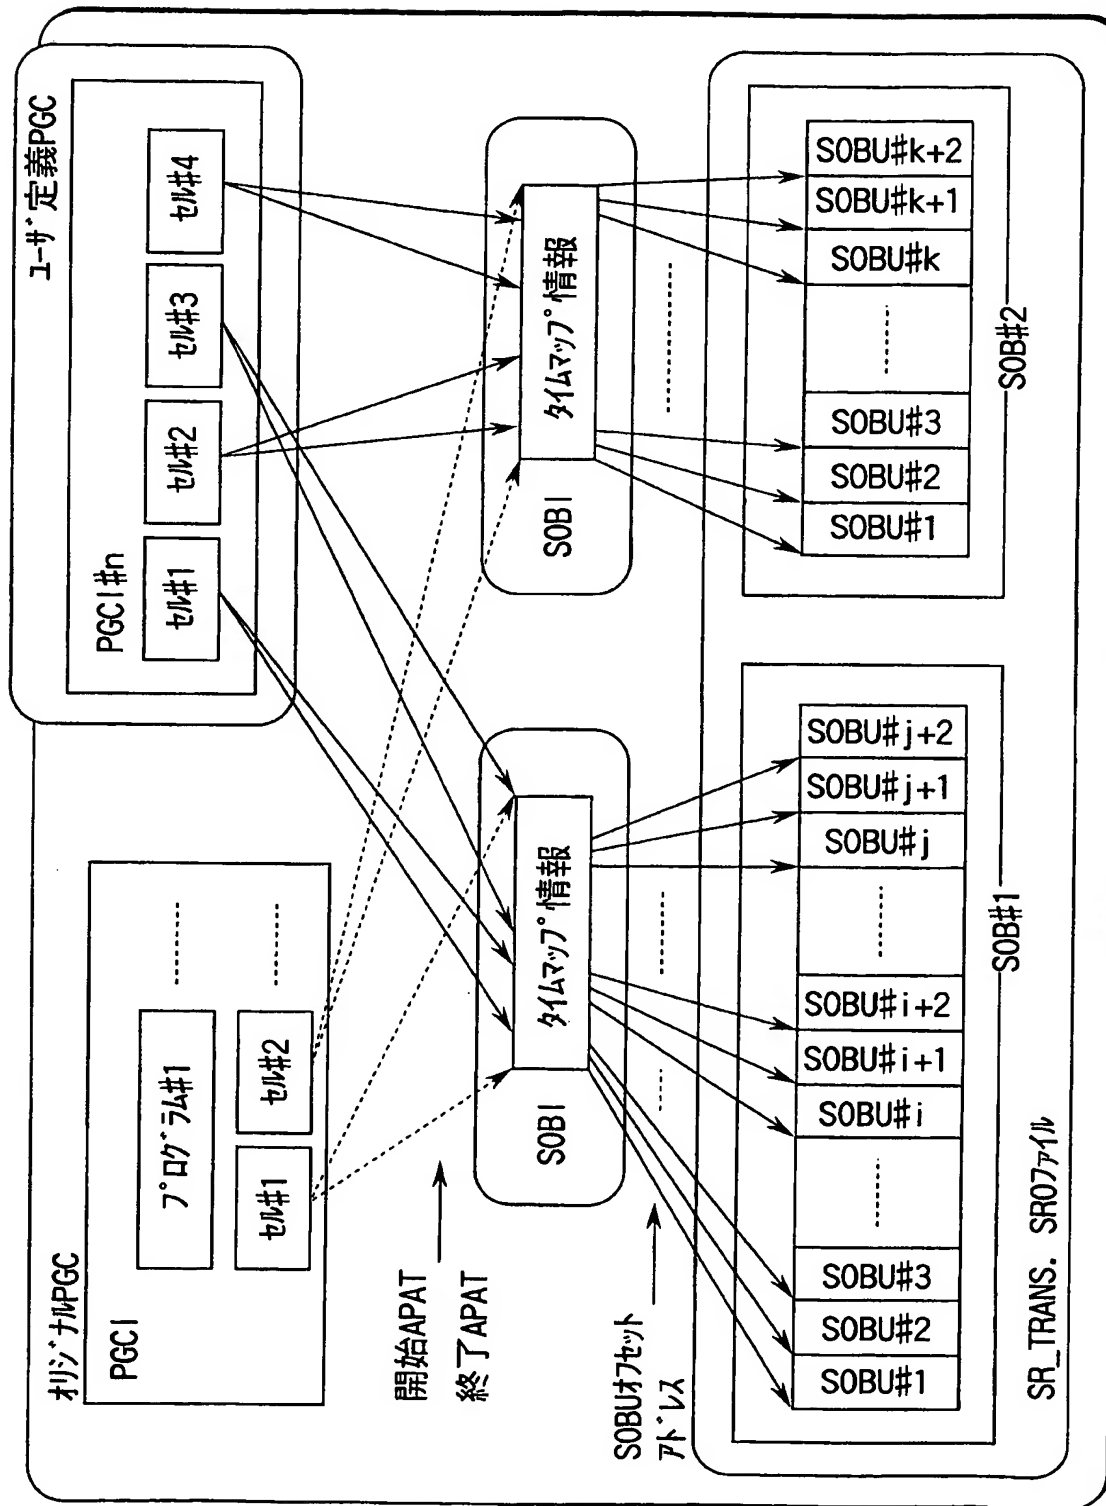 オリジナルPGC
PGCI
プログラム#1
セル#1
セル#2
ユーザ定義PGC
PGCI#n
セル#1
セル#2
セル#3
セル#4
開始APAT
終了APAT
SOBI
タイムマップ情報
SOBI
タイムマップ情報
SOBUオフセット
アドレス
SOBU#1
SOBU#2
SOBU#3
SOBU#i
SOBU#i+1
SOBU#i+2
SOBU#j
SOBU#j+1
SOBU#j+2
SOB#1
SOBU#1
SOBU#2
SOBU#3
SOBU#k
SOBU#k+1
SOBU#k+2
SOB#2
SR_TRANS. SROファイル